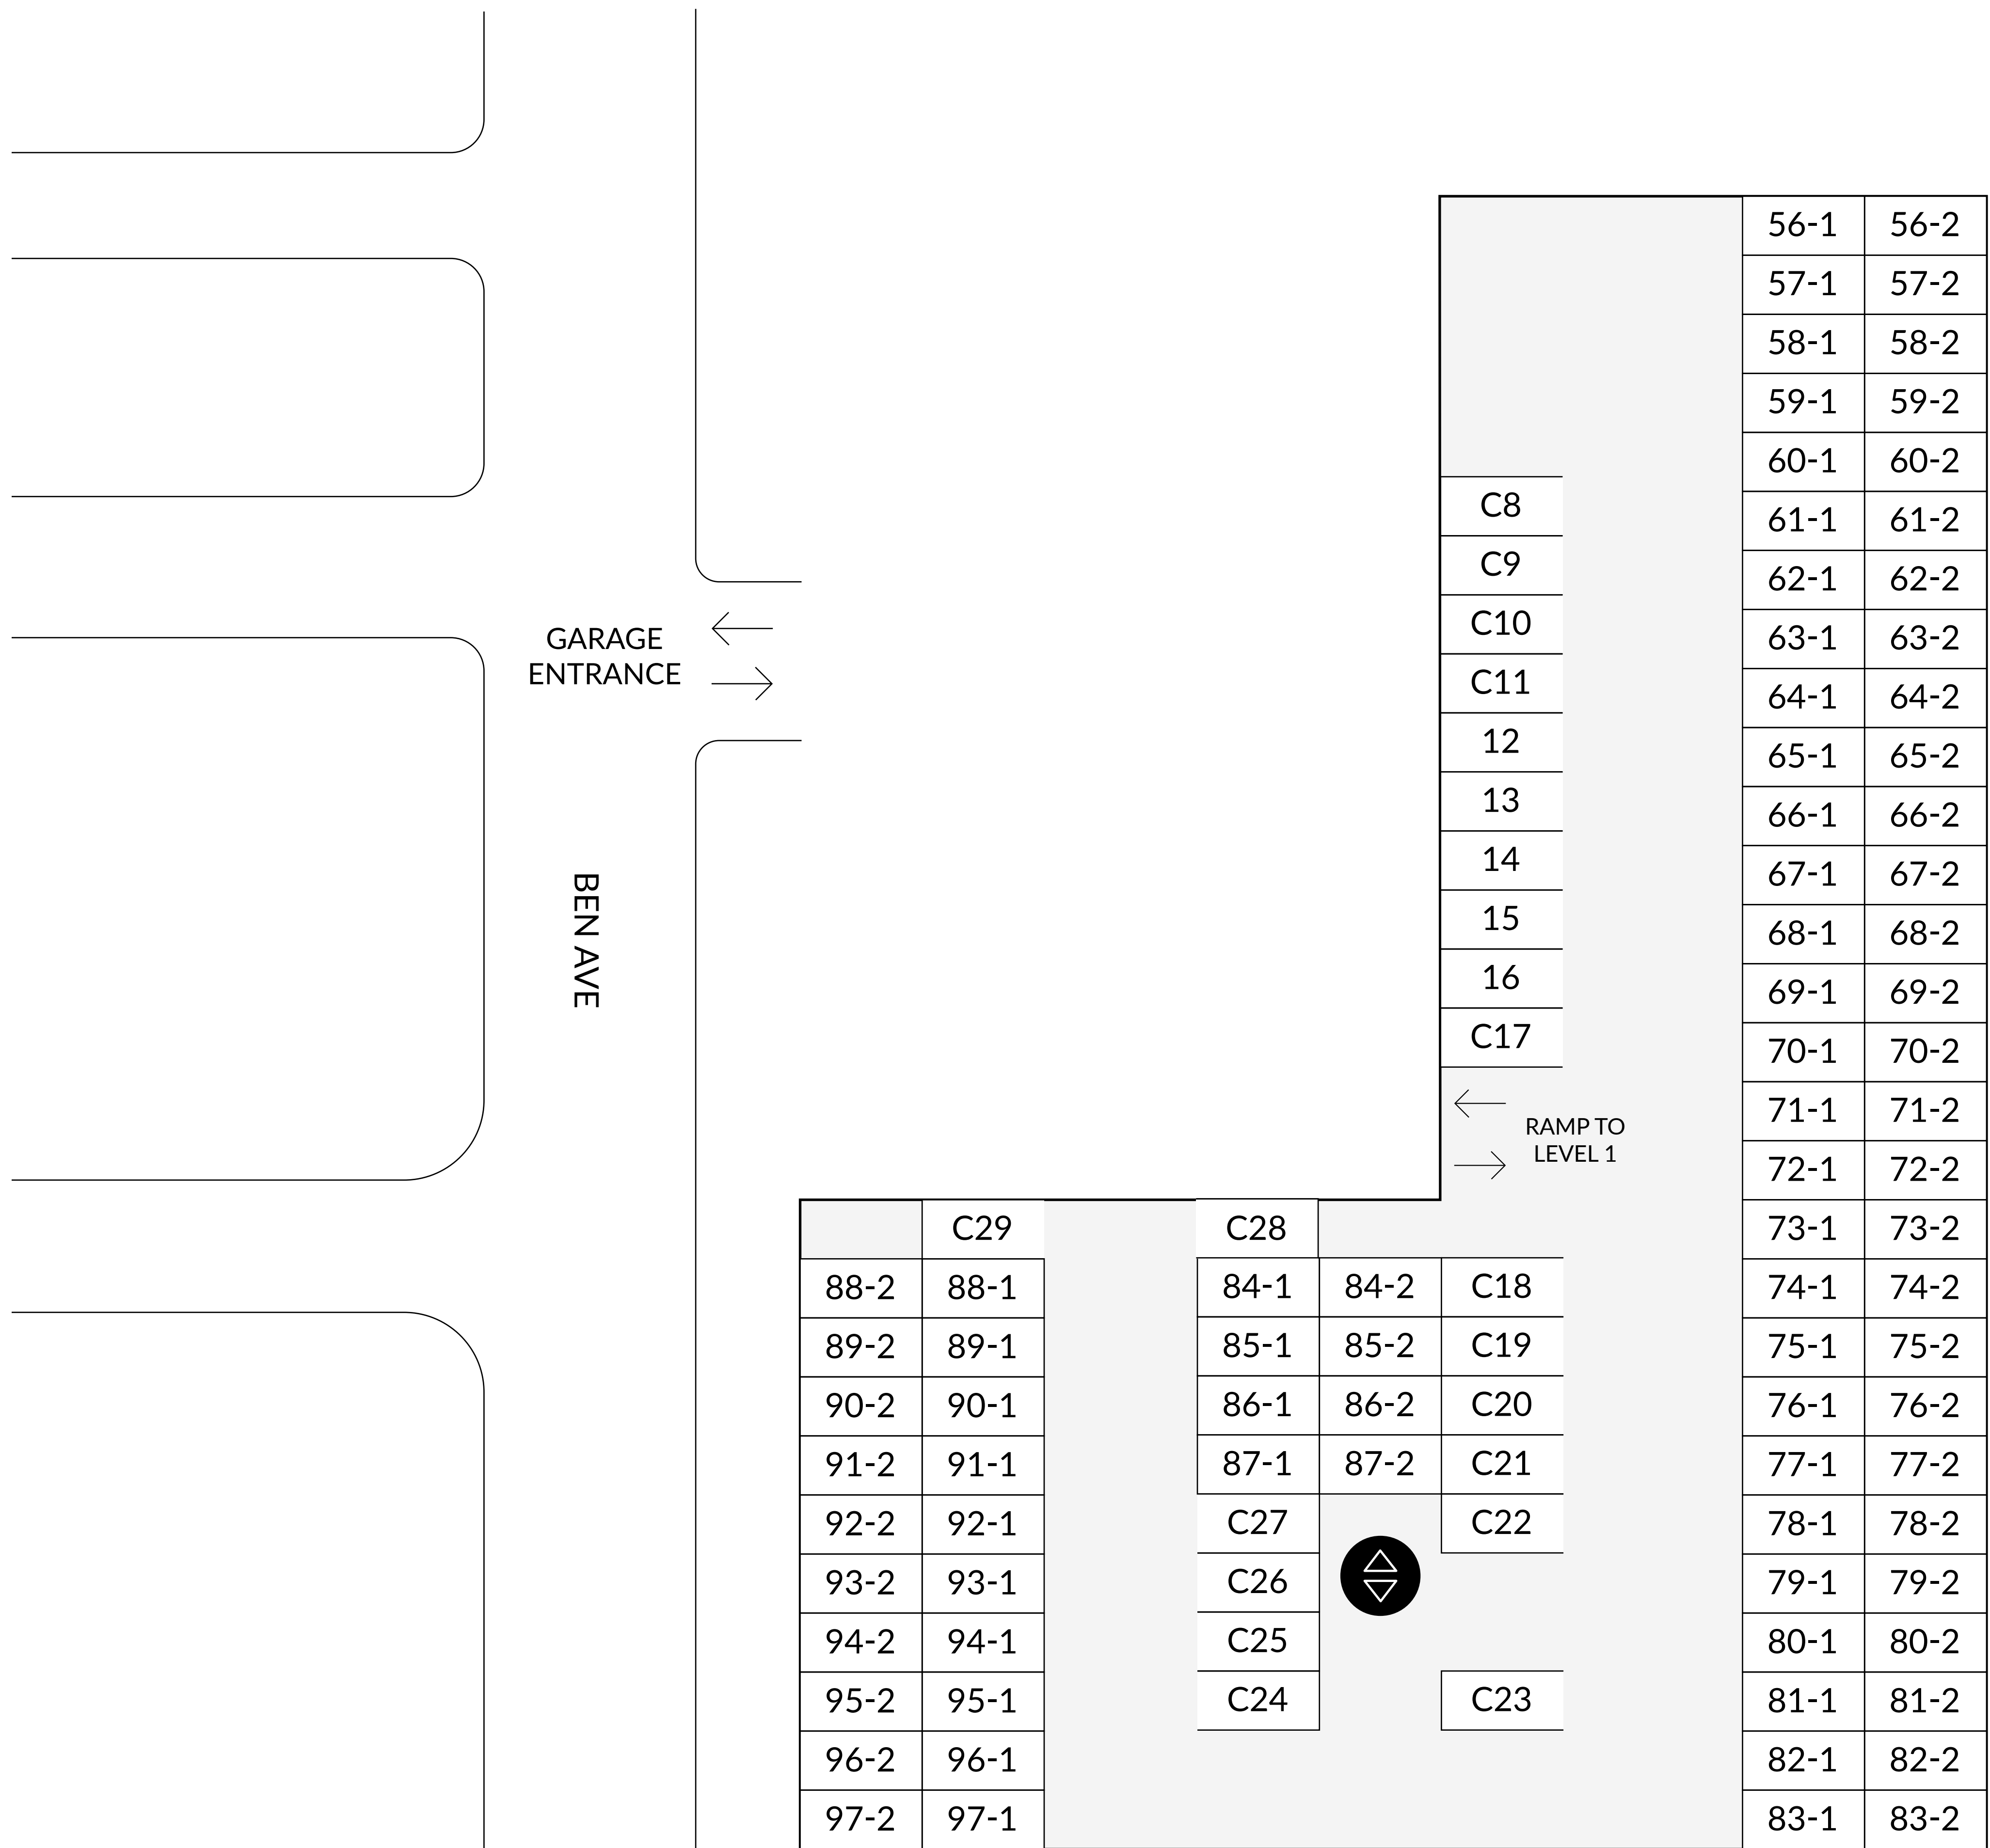 56-1 56-2
57-1 57-2
58-1 58-2
59-1 59-2
60-1 60-2
C8
61-1 61-2
C9
62-1 62-2
C10
GARAGE
ENTRANCE
63-1 63-2
C11
64-1 64-2
12
65-1 65-2
13
66-1 66-2
14
67-1 67-2
15
68-1 68-2
BEN AVE
16
69-1 69-2
C17
70-1 70-2
RAMP TO
LEVEL 1
71-1 71-2
72-1 72-2
C29 C28 73-1 73-2
88-2 88-1 84-1 84-2 C18 74-1 74-2
89-2 89-1 85-1 85-2 C19 75-1 75-2
90-2 90-1 86-1 86-2 C20 76-1 76-2
91-2 91-1 87-1 87-2 C21 77-1 77-2
92-2 92-1 C27 C22 78-1 78-2
93-2 93-1 C26 79-1 79-2
94-2 94-1 C25 80-1 80-2
95-2 95-1 C24 C23 81-1 81-2
96-2 96-1 82-1 82-2
97-2 97-1 83-1 83-2